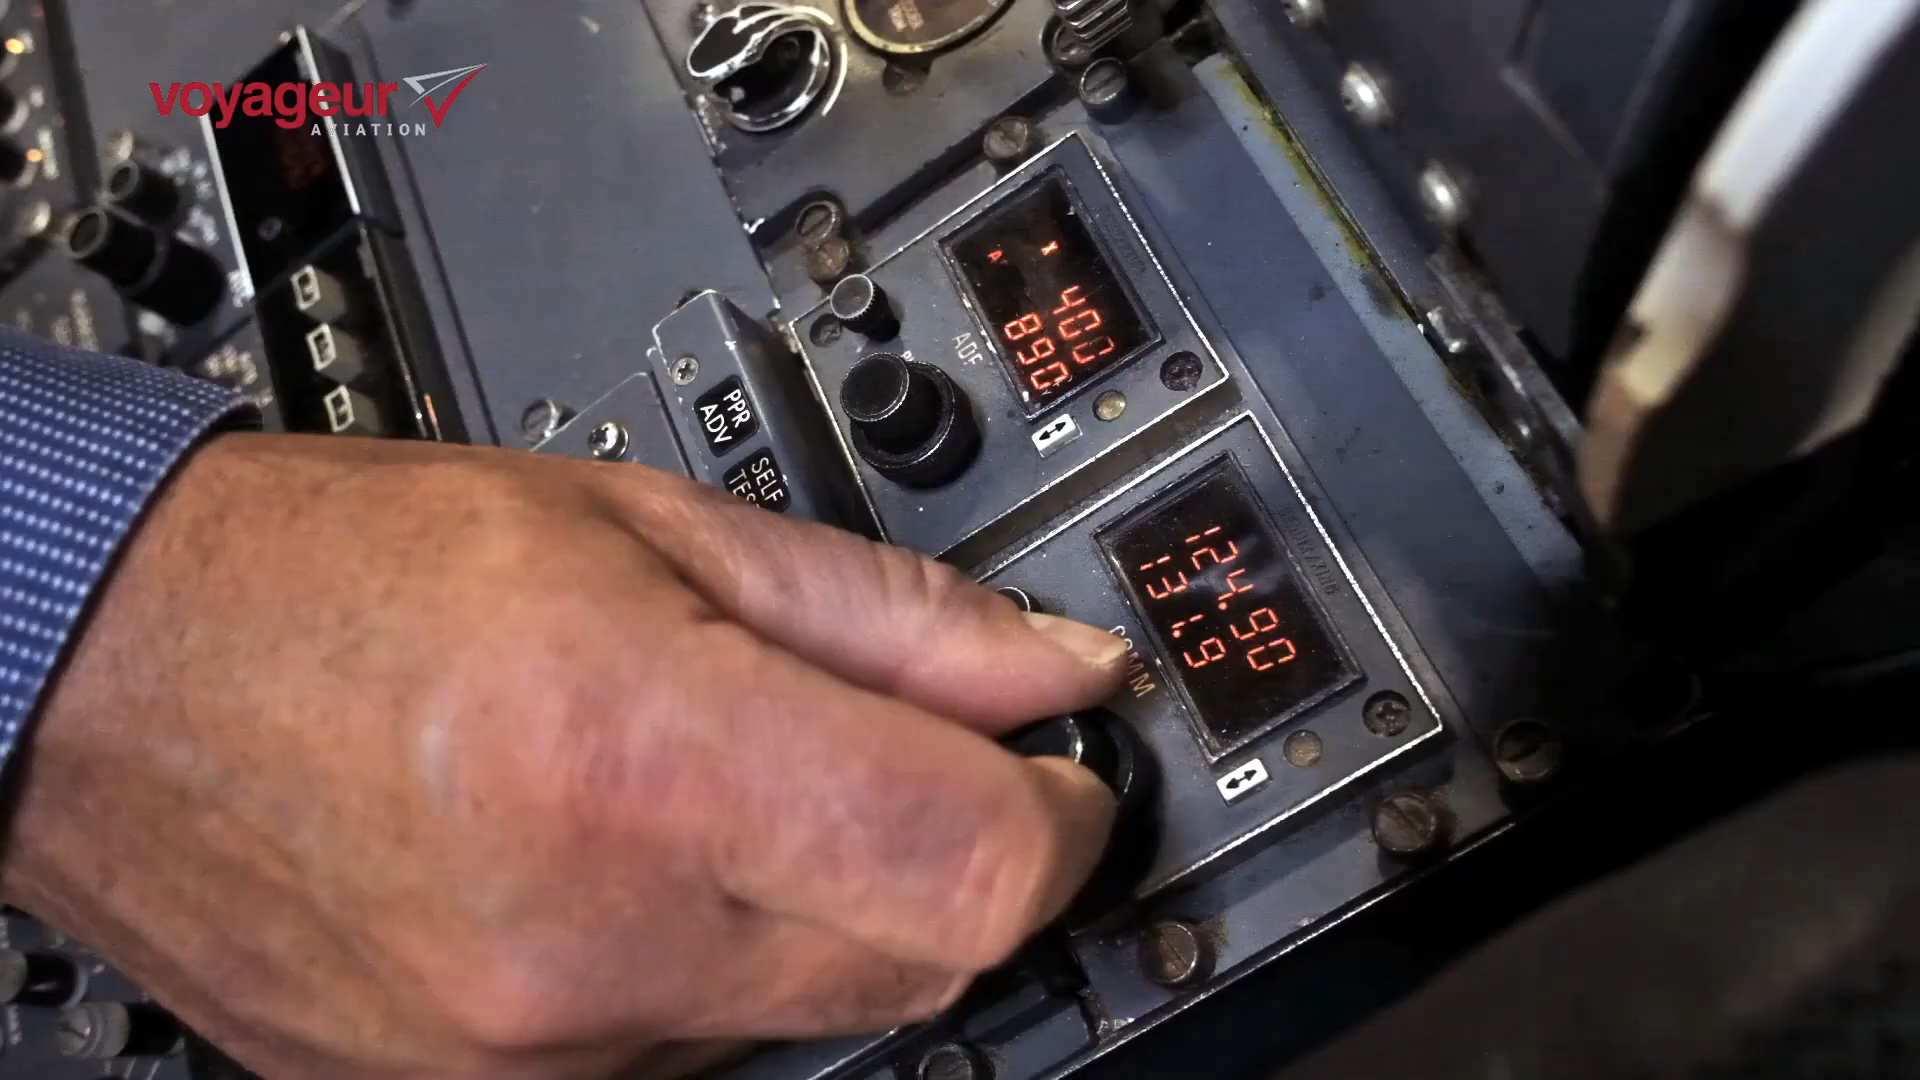 voyageur
AVIATION
400
890
ADF
PPR
ADV
SELF
124.90
131.9
COMM